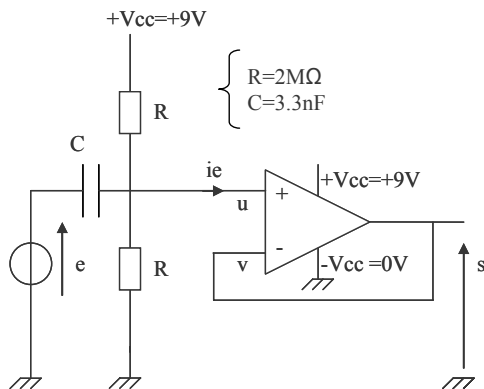 +Vcc=+9V
R=2MΩ
C=3.3nF
R
C
ie
+Vcc=+9V
u
+
-
v
e
R
-Vcc =0V
s